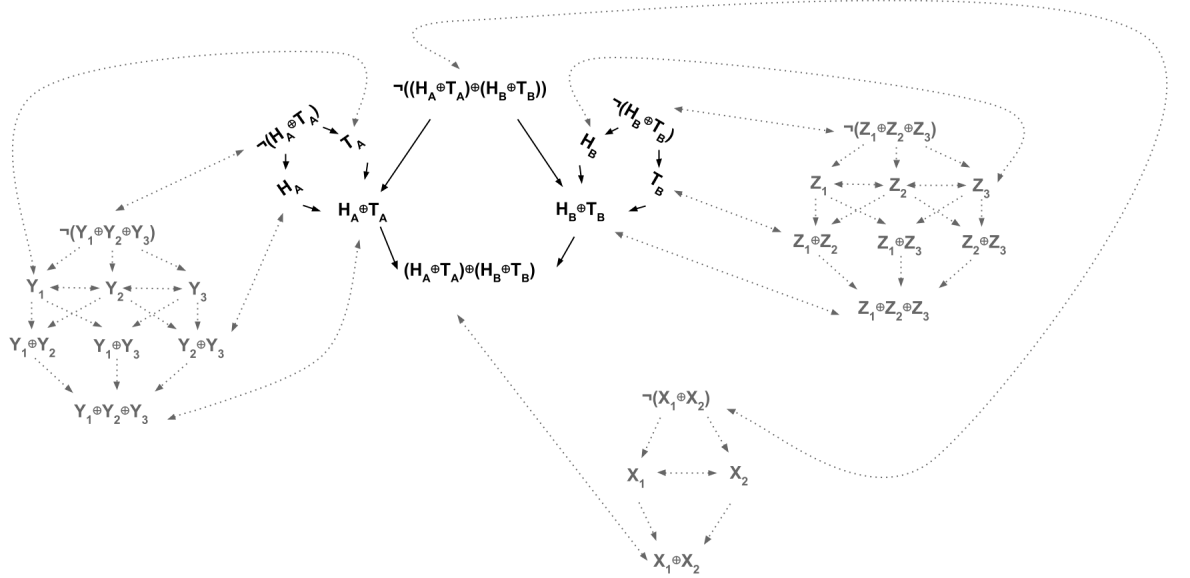 ¬((H_A⊕T_A)⊕(H_B⊕T_B))
¬(H_A⊕T_A)
T_A
H_A
H_A⊕T_A
¬(H_B⊕T_B)
H_B
T_B
H_B⊕T_B
(H_A⊕T_A)⊕(H_B⊕T_B)
¬(Y_1⊕Y_2⊕Y_3)
Y_1 Y_2 Y_3
Y_1⊕Y_2 Y_1⊕Y_3 Y_2⊕Y_3
Y_1⊕Y_2⊕Y_3
¬(Z_1⊕Z_2⊕Z_3)
Z_1 Z_2 Z_3
Z_1⊕Z_2 Z_1⊕Z_3 Z_2⊕Z_3
Z_1⊕Z_2⊕Z_3
¬(X_1⊕X_2)
X_1 X_2
X_1⊕X_2